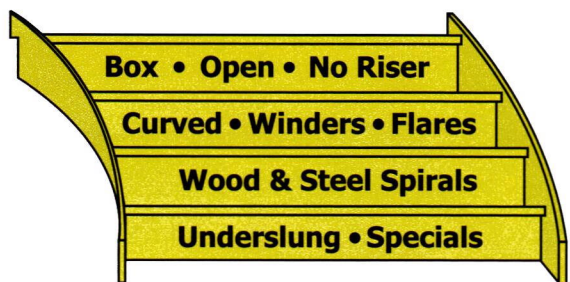 Box • Open • No Riser
Curved • Winders • Flares
Wood & Steel Spirals
Underslung • Specials